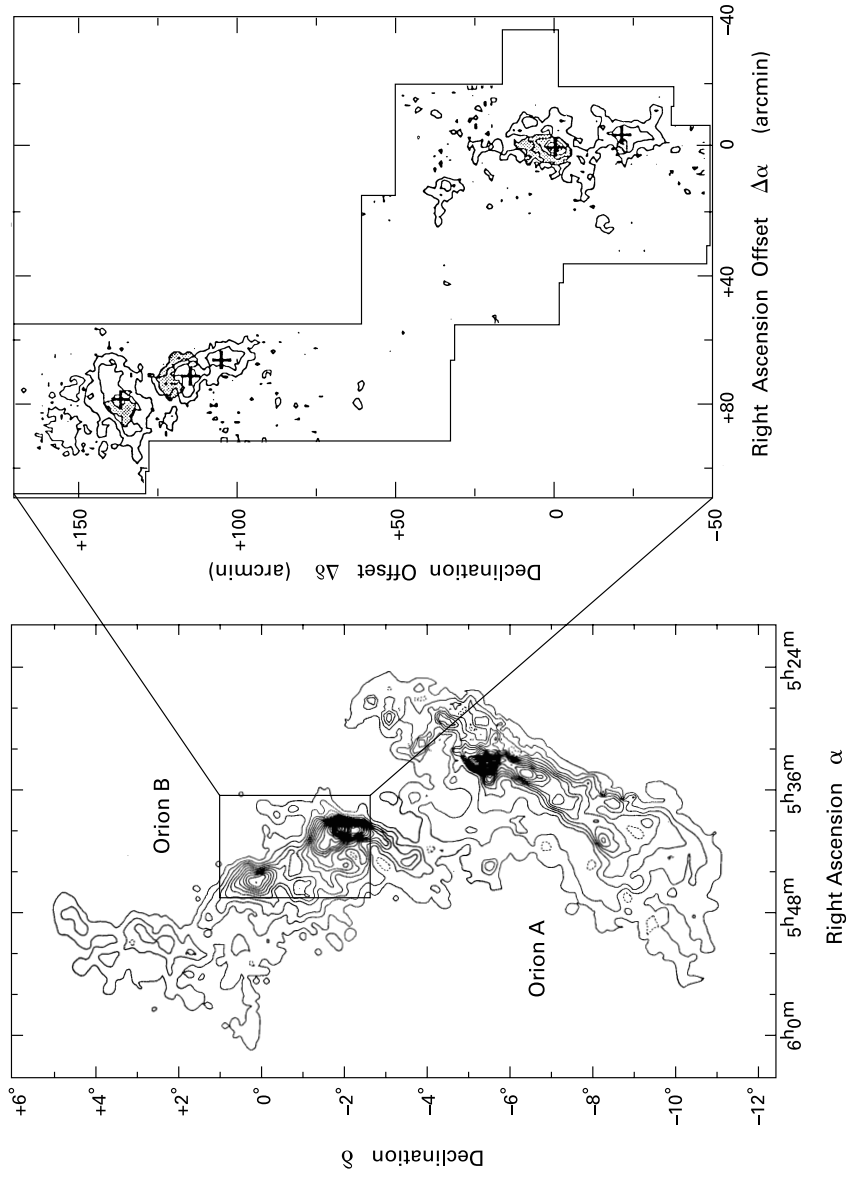 Orion B
Orion A
Declination δ
+6°
+4°
+2°
0°
−2°
−4°
−6°
−8°
−10°
−12°
6ʰ0ᵐ
5ʰ48ᵐ
5ʰ36ᵐ
5ʰ24ᵐ
Right Ascension α
Declination Offset Δδ (arcmin)
+150
+100
+50
0
−50
+80
+40
0
−40
Right Ascension Offset Δα (arcmin)